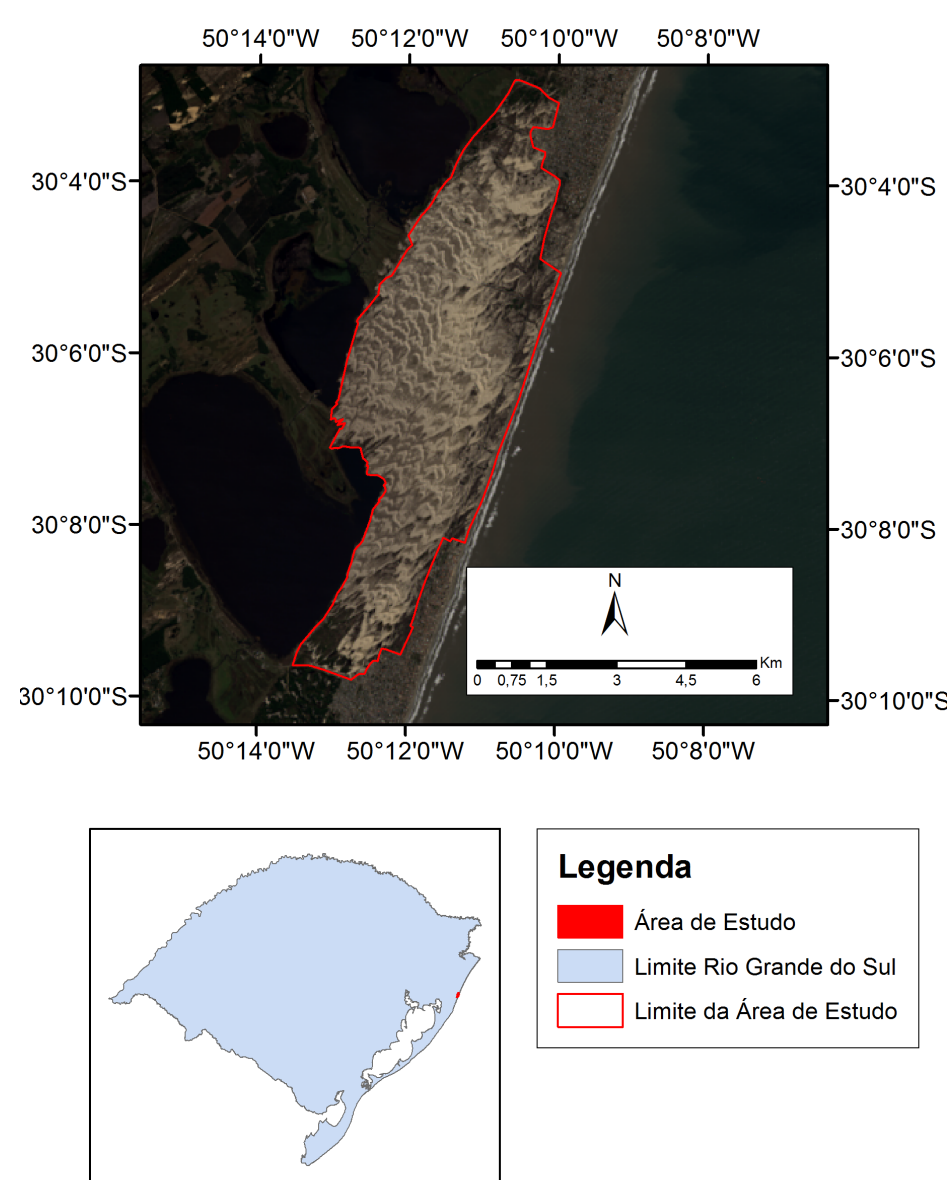 50°14'0"W 50°12'0"W 50°10'0"W 50°8'0"W
30°4'0"S 30°4'0"S
30°6'0"S 30°6'0"S
30°8'0"S 30°8'0"S
N
Km
0 0,75 1,5 3 4,5 6
30°10'0"S 30°10'0"S
50°14'0"W 50°12'0"W 50°10'0"W 50°8'0"W
Legenda
Área de Estudo
Limite Rio Grande do Sul
Limite da Área de Estudo